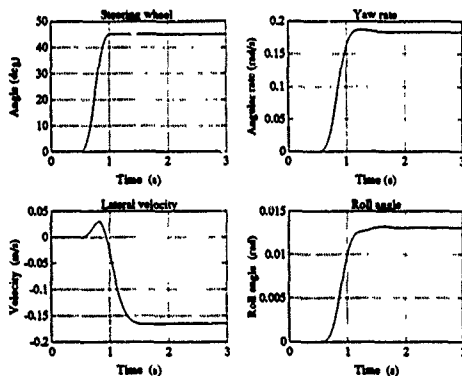 Steering wheel
50
40
30
20
10
0
Angle (deg)
0 1 2 3
Time (s)
Yaw rate
0.2
0.15
0.1
0.05
0
Angular rate (rad/s)
0 1 2 3
Time (s)
Lateral velocity
0.05
0
-0.05
-0.1
-0.15
-0.2
Velocity (m/s)
0 1 2 3
Time (s)
Roll angle
0.015
0.01
0.005
0
Roll angle (rad)
0 1 2 3
Time (s)